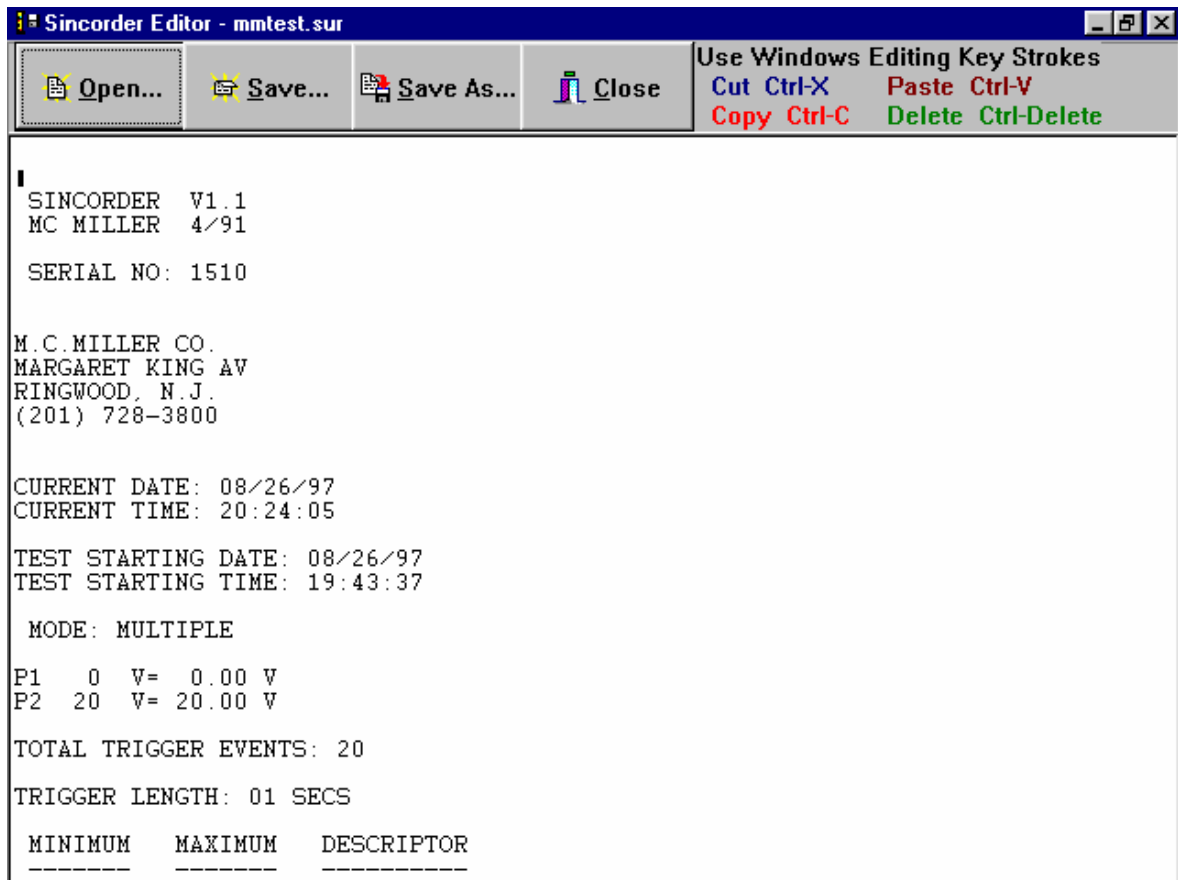 Sincorder Editor - mmtest.sur
Open... Save... Save As... Close
Use Windows Editing Key Strokes
Cut Ctrl-X Paste Ctrl-V
Copy Ctrl-C Delete Ctrl-Delete
SINCORDER V1.1
MC MILLER 4/91
SERIAL NO: 1510
M.C.MILLER CO.
MARGARET KING AV
RINGWOOD, N.J.
(201) 728-3800
CURRENT DATE: 08/26/97
CURRENT TIME: 20:24:05
TEST STARTING DATE: 08/26/97
TEST STARTING TIME: 19:43:37
MODE: MULTIPLE
P1 0 V= 0.00 V
P2 20 V= 20.00 V
TOTAL TRIGGER EVENTS: 20
TRIGGER LENGTH: 01 SECS
MINIMUM MAXIMUM DESCRIPTOR
------- ------- ----------